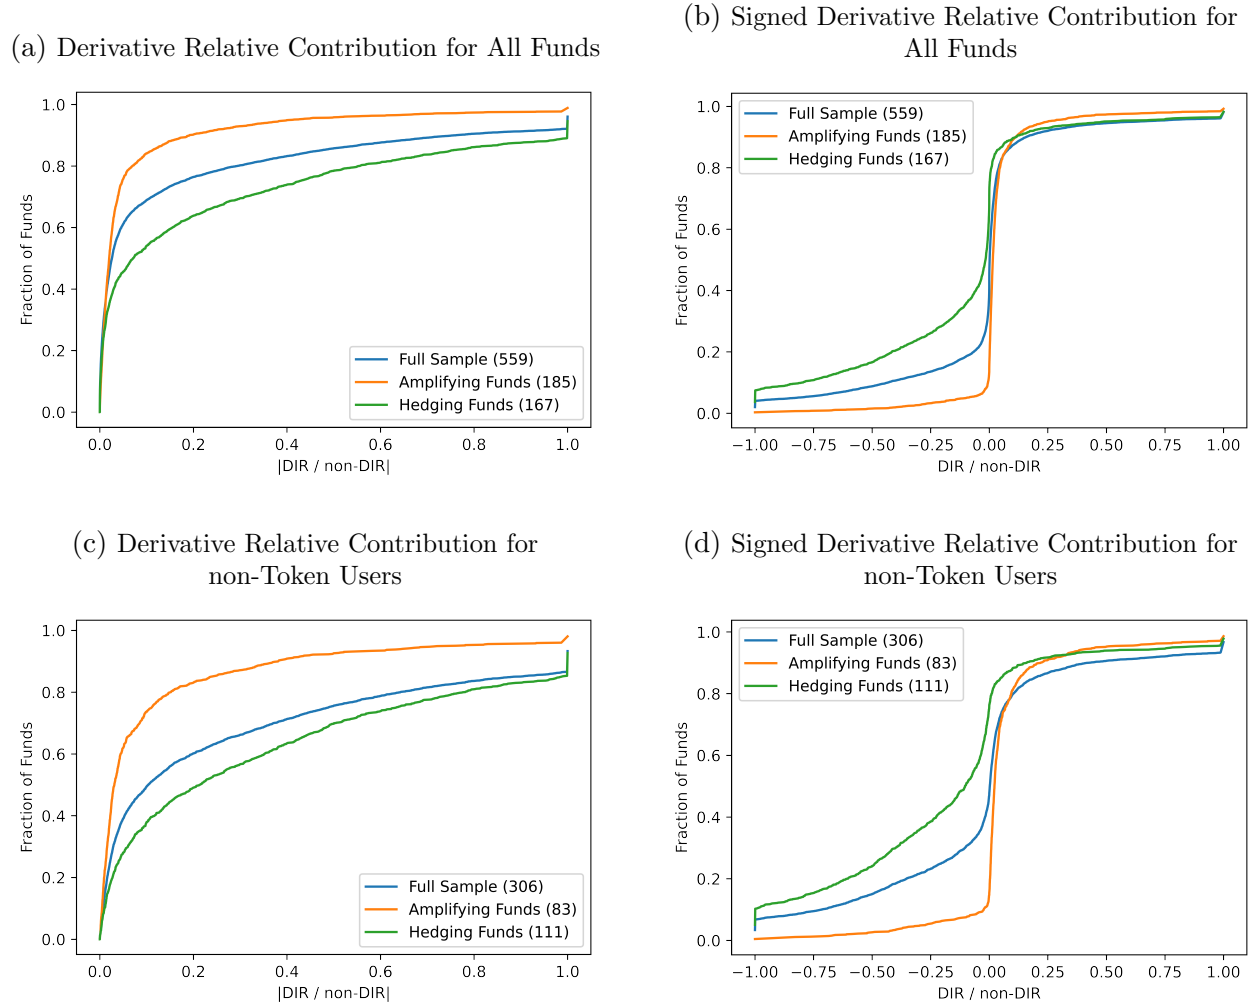 (a) Derivative Relative Contribution for All Funds
1.0
0.8
0.6
0.4
0.2
0.0
Fraction of Funds
Full Sample (559)
Amplifying Funds (185)
Hedging Funds (167)
0.0 0.2 0.4 0.6 0.8 1.0
|DIR / non-DIR|
(b) Signed Derivative Relative Contribution for
All Funds
1.0
0.8
0.6
0.4
0.2
0.0
Fraction of Funds
Full Sample (559)
Amplifying Funds (185)
Hedging Funds (167)
−1.00 −0.75 −0.50 −0.25 0.00 0.25 0.50 0.75 1.00
DIR / non-DIR
(c) Derivative Relative Contribution for
non-Token Users
1.0
0.8
0.6
0.4
0.2
0.0
Fraction of Funds
Full Sample (306)
Amplifying Funds (83)
Hedging Funds (111)
0.0 0.2 0.4 0.6 0.8 1.0
|DIR / non-DIR|
(d) Signed Derivative Relative Contribution for
non-Token Users
1.0
0.8
0.6
0.4
0.2
0.0
Fraction of Funds
Full Sample (306)
Amplifying Funds (83)
Hedging Funds (111)
−1.00 −0.75 −0.50 −0.25 0.00 0.25 0.50 0.75 1.00
DIR / non-DIR